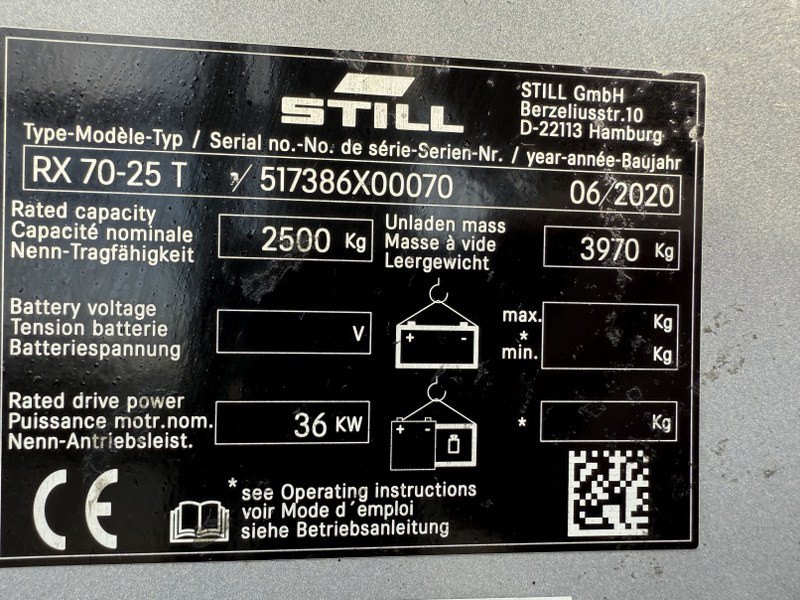 STILL
STILL GmbH
Berzeliusstr.10
D-22113 Hamburg
Type-Modèle-Typ / Serial no.-No. de série-Serien-Nr. / year-année-Baujahr
RX 70-25 T / 517386X00070 06/2020
Rated capacity
Capacité nominale
Nenn-Tragfähigkeit
2500 Kg
Unladen mass
Masse à vide
Leergewicht
3970 Kg
Battery voltage
Tension batterie
Batteriespannung
V
+ -
max.
*
min.
Kg
Kg
Rated drive power
Puissance motr.nom.
Nenn-Antriebsleist.
36 KW
+ -
* Kg
CE
* see Operating instructions
voir Mode d´emploi
siehe Betriebsanleitung